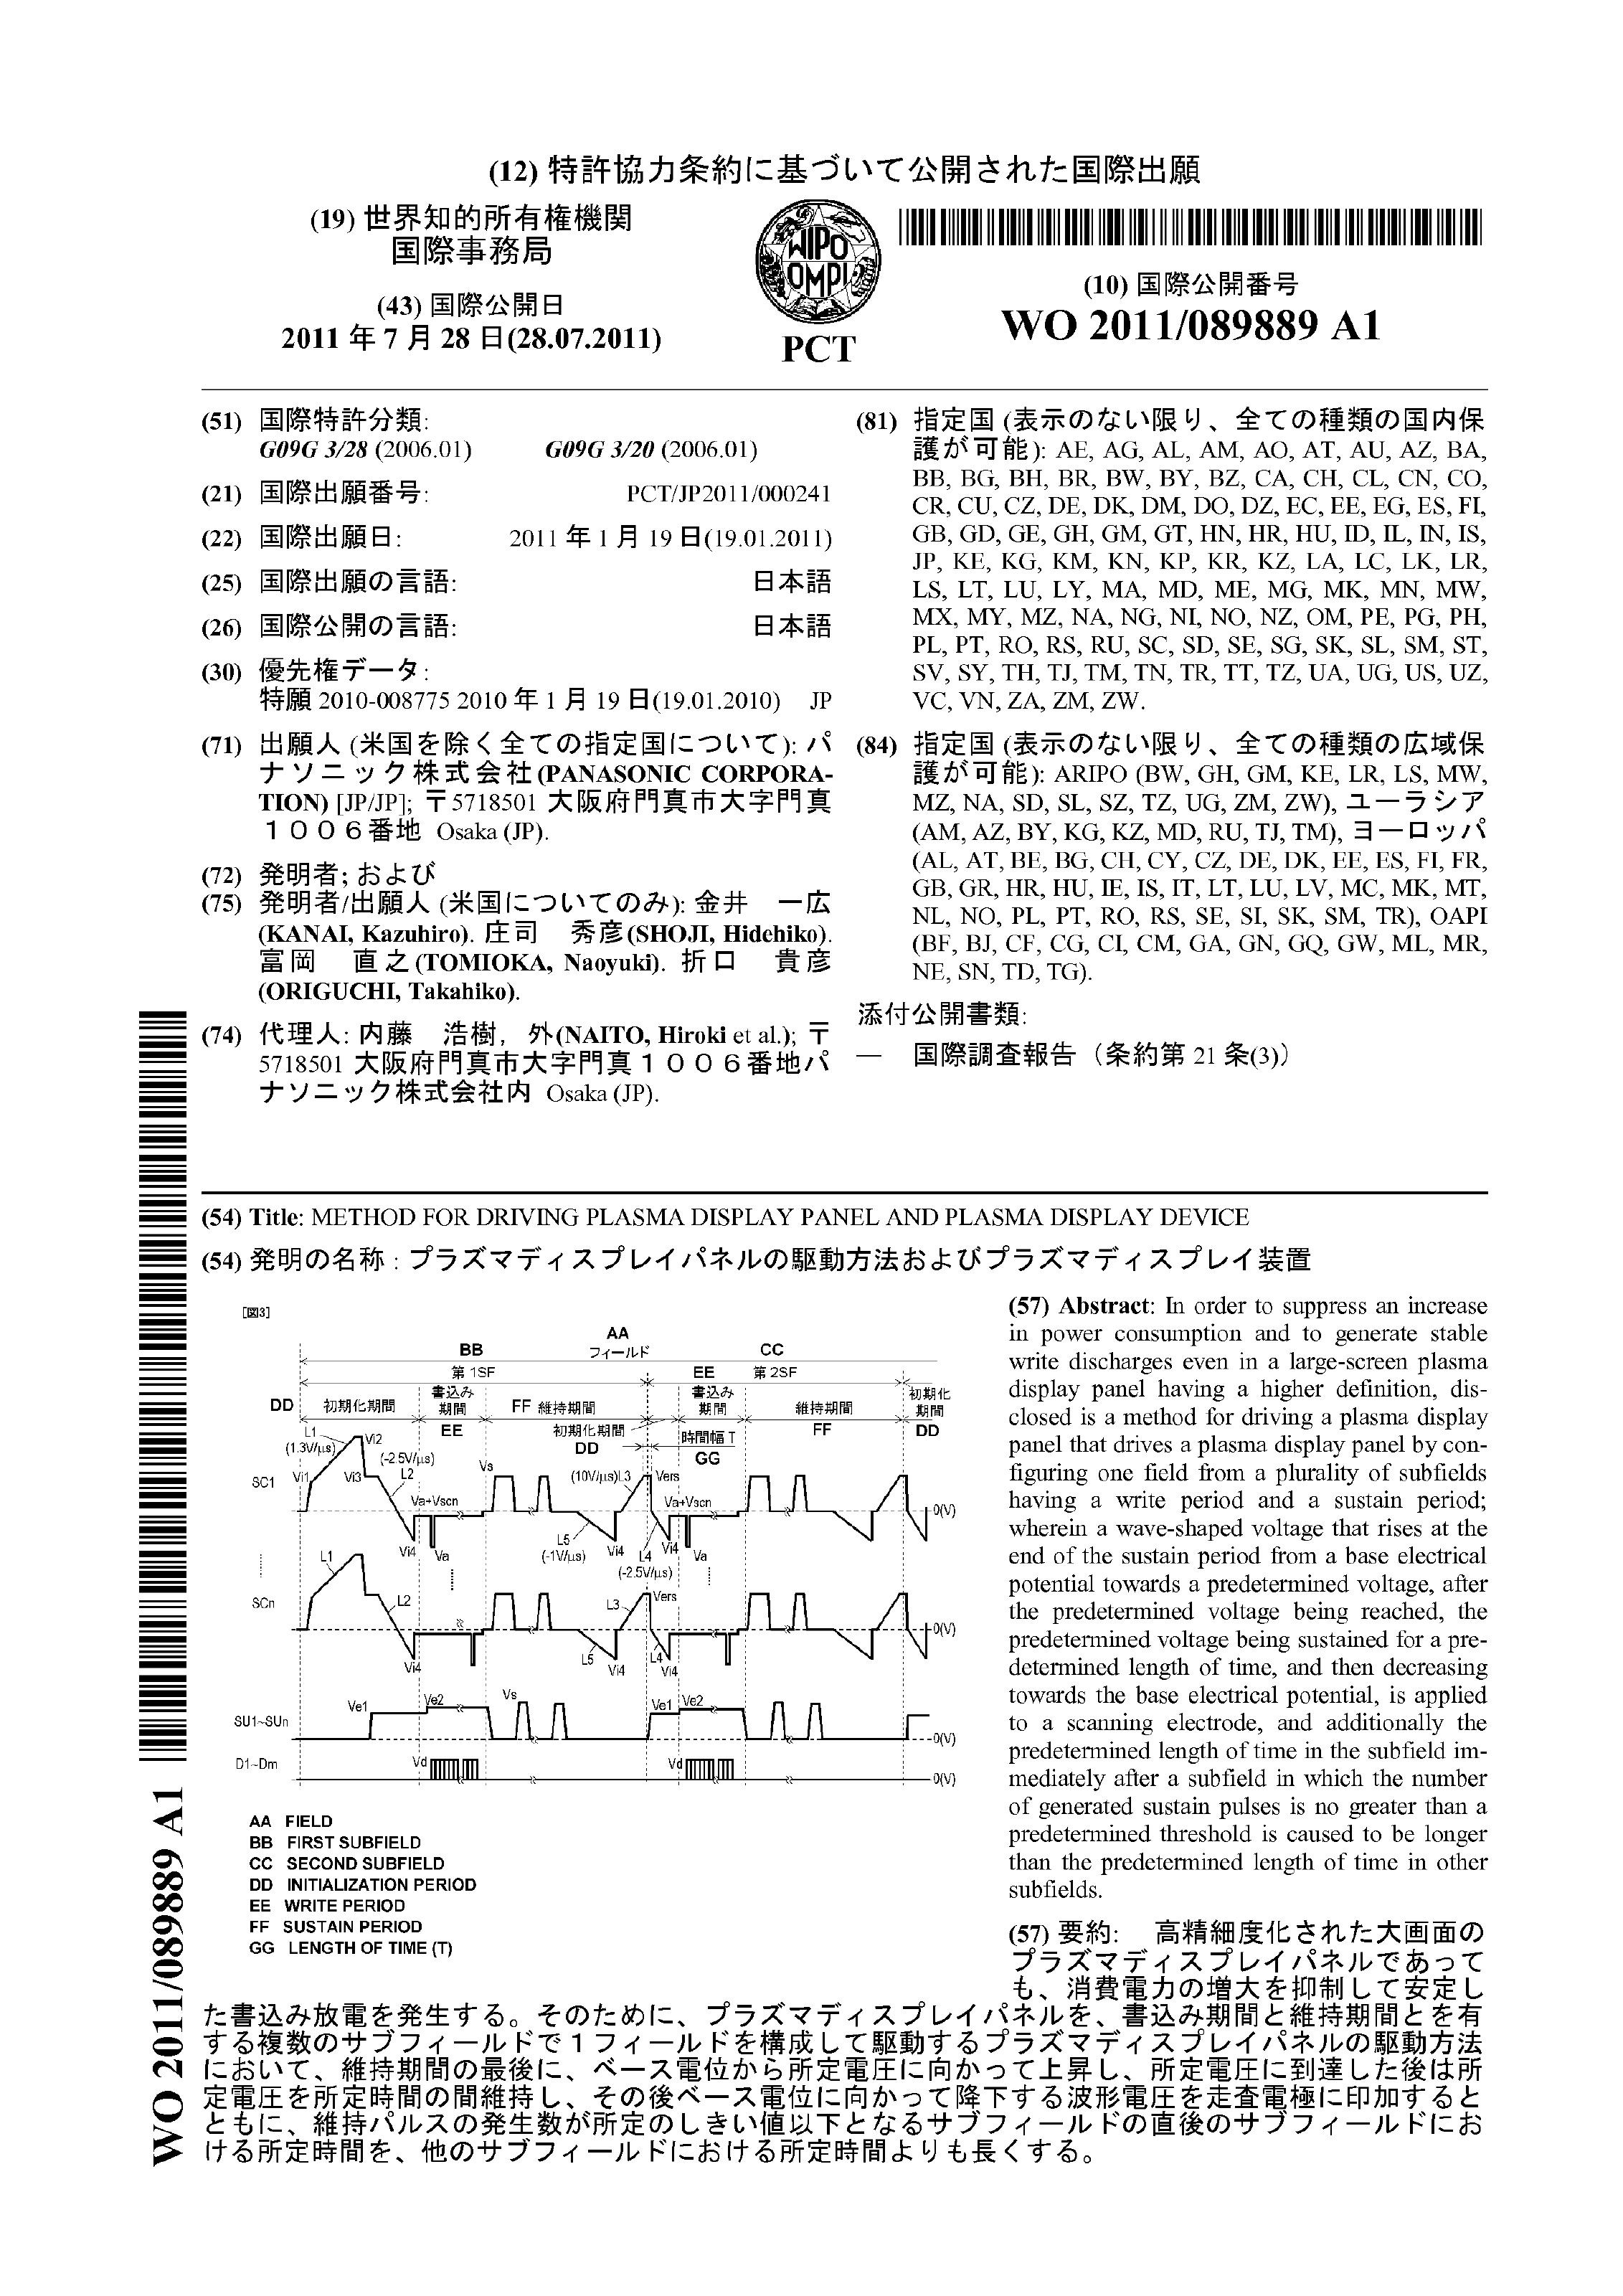 (12) 特許協力条約に基づいて公開された国際出願
(19) 世界知的所有権機関
国際事務局
(43) 国際公開日
2011 年 7 月 28 日(28.07.2011)
WIPO
OMPI
PCT
(10) 国際公開番号
WO 2011/089889 A1
(51) 国際特許分類:
G09G 3/28 (2006.01) G09G 3/20 (2006.01)
(21) 国際出願番号: PCT/JP2011/000241
(22) 国際出願日: 2011 年 1 月 19 日(19.01.2011)
(25) 国際出願の言語: 日本語
(26) 国際公開の言語: 日本語
(30) 優先権データ:
特願 2010-008775 2010 年 1 月 19 日(19.01.2010) JP
(71) 出願人 (米国を除く全ての指定国について): パ
ナソニック株式会社(PANASONIC CORPORA-
TION) [JP/JP]; 〒5718501 大阪府門真市大字門真
1006番地 Osaka (JP).
(72) 発明者; および
(75) 発明者/出願人 (米国についてのみ): 金井 一広
(KANAI, Kazuhiro). 庄司 秀彦(SHOJI, Hidehiko).
富岡 直之(TOMIOKA, Naoyuki). 折口 貴彦
(ORIGUCHI, Takahiko).
(74) 代理人: 内藤 浩樹, 外(NAITO, Hiroki et al.); 〒
5718501 大阪府門真市大字門真1006番地パ
ナソニック株式会社内 Osaka (JP).
(81) 指定国 (表示のない限り、全ての種類の国内保
護が可能): AE, AG, AL, AM, AO, AT, AU, AZ, BA,
BB, BG, BH, BR, BW, BY, BZ, CA, CH, CL, CN, CO,
CR, CU, CZ, DE, DK, DM, DO, DZ, EC, EE, EG, ES, FI,
GB, GD, GE, GH, GM, GT, HN, HR, HU, ID, IL, IN, IS,
JP, KE, KG, KM, KN, KP, KR, KZ, LA, LC, LK, LR,
LS, LT, LU, LY, MA, MD, ME, MG, MK, MN, MW,
MX, MY, MZ, NA, NG, NI, NO, NZ, OM, PE, PG, PH,
PL, PT, RO, RS, RU, SC, SD, SE, SG, SK, SL, SM, ST,
SV, SY, TH, TJ, TM, TN, TR, TT, TZ, UA, UG, US, UZ,
VC, VN, ZA, ZM, ZW.
(84) 指定国 (表示のない限り、全ての種類の広域保
護が可能): ARIPO (BW, GH, GM, KE, LR, LS, MW,
MZ, NA, SD, SL, SZ, TZ, UG, ZM, ZW), ユーラシア
(AM, AZ, BY, KG, KZ, MD, RU, TJ, TM), ヨーロッパ
(AL, AT, BE, BG, CH, CY, CZ, DE, DK, EE, ES, FI, FR,
GB, GR, HR, HU, IE, IS, IT, LT, LU, LV, MC, MK, MT,
NL, NO, PL, PT, RO, RS, SE, SI, SK, SM, TR), OAPI
(BF, BJ, CF, CG, CI, CM, GA, GN, GQ, GW, ML, MR,
NE, SN, TD, TG).
添付公開書類:
— 国際調査報告 (条約第 21 条(3))
(54) Title: METHOD FOR DRIVING PLASMA DISPLAY PANEL AND PLASMA DISPLAY DEVICE
(54) 発明の名称 : プラズマディスプレイパネルの駆動方法およびプラズマディスプレイ装置
[図3]
AA
BB フィールド CC
第1SF EE 第2SF
DD 初期化期間 書込み期間 FF 維持期間 書込み期間 維持期間 初期化期間
EE 初期化期間 時間幅T FF DD
DD GG
L1 (1.3V/μs) Vi2 (-2.5V/μs) L2 Vs (10V/μs)L3 Vers
SC1 Vi1 Vi3 Va+Vscn Va+Vscn 0(V)
Vi4 Va L5 (-1V/μs) Vi4 L4 (-2.5V/μs) Vi4 Va
L1
SCn L2 L3 Vers 0(V)
Vi4 L5 Vi4 L4 Vi4
Ve1 Ve2 Vs Ve1 Ve2
SU1~SUn 0(V)
D1~Dm Vd Vd 0(V)
AA FIELD
BB FIRST SUBFIELD
CC SECOND SUBFIELD
DD INITIALIZATION PERIOD
EE WRITE PERIOD
FF SUSTAIN PERIOD
GG LENGTH OF TIME (T)
(57) Abstract: In order to suppress an increase
in power consumption and to generate stable
write discharges even in a large-screen plasma
display panel having a higher definition, dis-
closed is a method for driving a plasma display
panel that drives a plasma display panel by con-
figuring one field from a plurality of subfields
having a write period and a sustain period;
wherein a wave-shaped voltage that rises at the
end of the sustain period from a base electrical
potential towards a predetermined voltage, after
the predetermined voltage being reached, the
predetermined voltage being sustained for a pre-
determined length of time, and then decreasing
towards the base electrical potential, is applied
to a scanning electrode, and additionally the
predetermined length of time in the subfield im-
mediately after a subfield in which the number
of generated sustain pulses is no greater than a
predetermined threshold is caused to be longer
than the predetermined length of time in other
subfields.
(57) 要約: 高精細度化された大画面の
プラズマディスプレイパネルであって
も、消費電力の増大を抑制して安定し
た書込み放電を発生する。そのために、プラズマディスプレイパネルを、書込み期間と維持期間とを有
する複数のサブフィールドで1フィールドを構成して駆動するプラズマディスプレイパネルの駆動方法
において、維持期間の最後に、ベース電位から所定電圧に向かって上昇し、所定電圧に到達した後は所
定電圧を所定時間の間維持し、その後ベース電位に向かって降下する波形電圧を走査電極に印加すると
ともに、維持パルスの発生数が所定のしきい値以下となるサブフィールドの直後のサブフィールドにお
ける所定時間を、他のサブフィールドにおける所定時間よりも長くする。
WO 2011/089889 A1